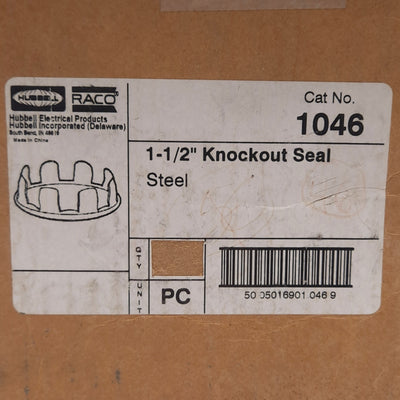 HUBBELL RACO
Hubbell Electrical Products
Hubbell Incorporated (Delaware)
South Bend, IN 46619
Made in China
Cat No.
1046
1-1/2" Knockout Seal
Steel
QTY
UNIT
PC
50 05016901 046 9